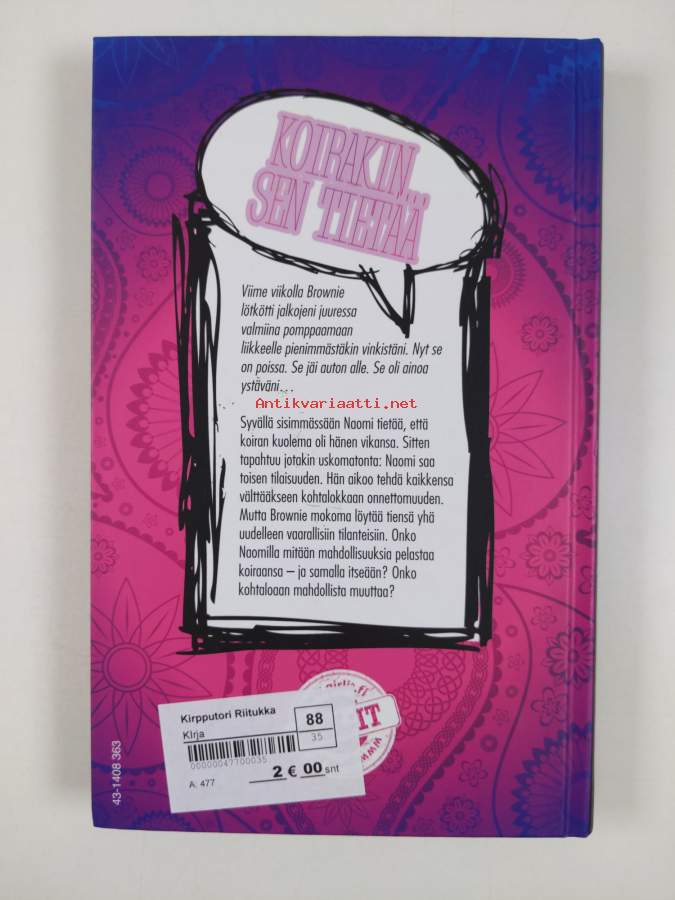 KOIRAKIN...
SEN TIETÄÄ
Viime viikolla Brownie
lötkötti jalkojeni juuressa
valmiina pomppaamaan
liikkeelle pienimmästäkin vinkistäni. Nyt se
on poissa. Se jäi auton alle. Se oli ainoa
ystäväni...
Antikvariaatti.net
Syvällä sisimmässään Naomi tietää, että
koiran kuolema oli hänen vikansa. Sitten
tapahtuu jotakin uskomatonta: Naomi saa
toisen tilaisuuden. Hän aikoo tehdä kaikkensa
välttääkseen kohtalokkaan onnettomuuden.
Mutta Brownie mokoma löytää tiensä yhä
uudelleen vaarallisiin tilanteisiin. Onko
Naomilla mitään mahdollisuuksia pelastaa
koiraansa – ja samalla itseään? Onko
kohtaloaan mahdollista muuttaa?
Kirpputori Riitukka
KIrja
88
35
00000047700035
A: 477
2 € 00 snt
www.
43-1408 363